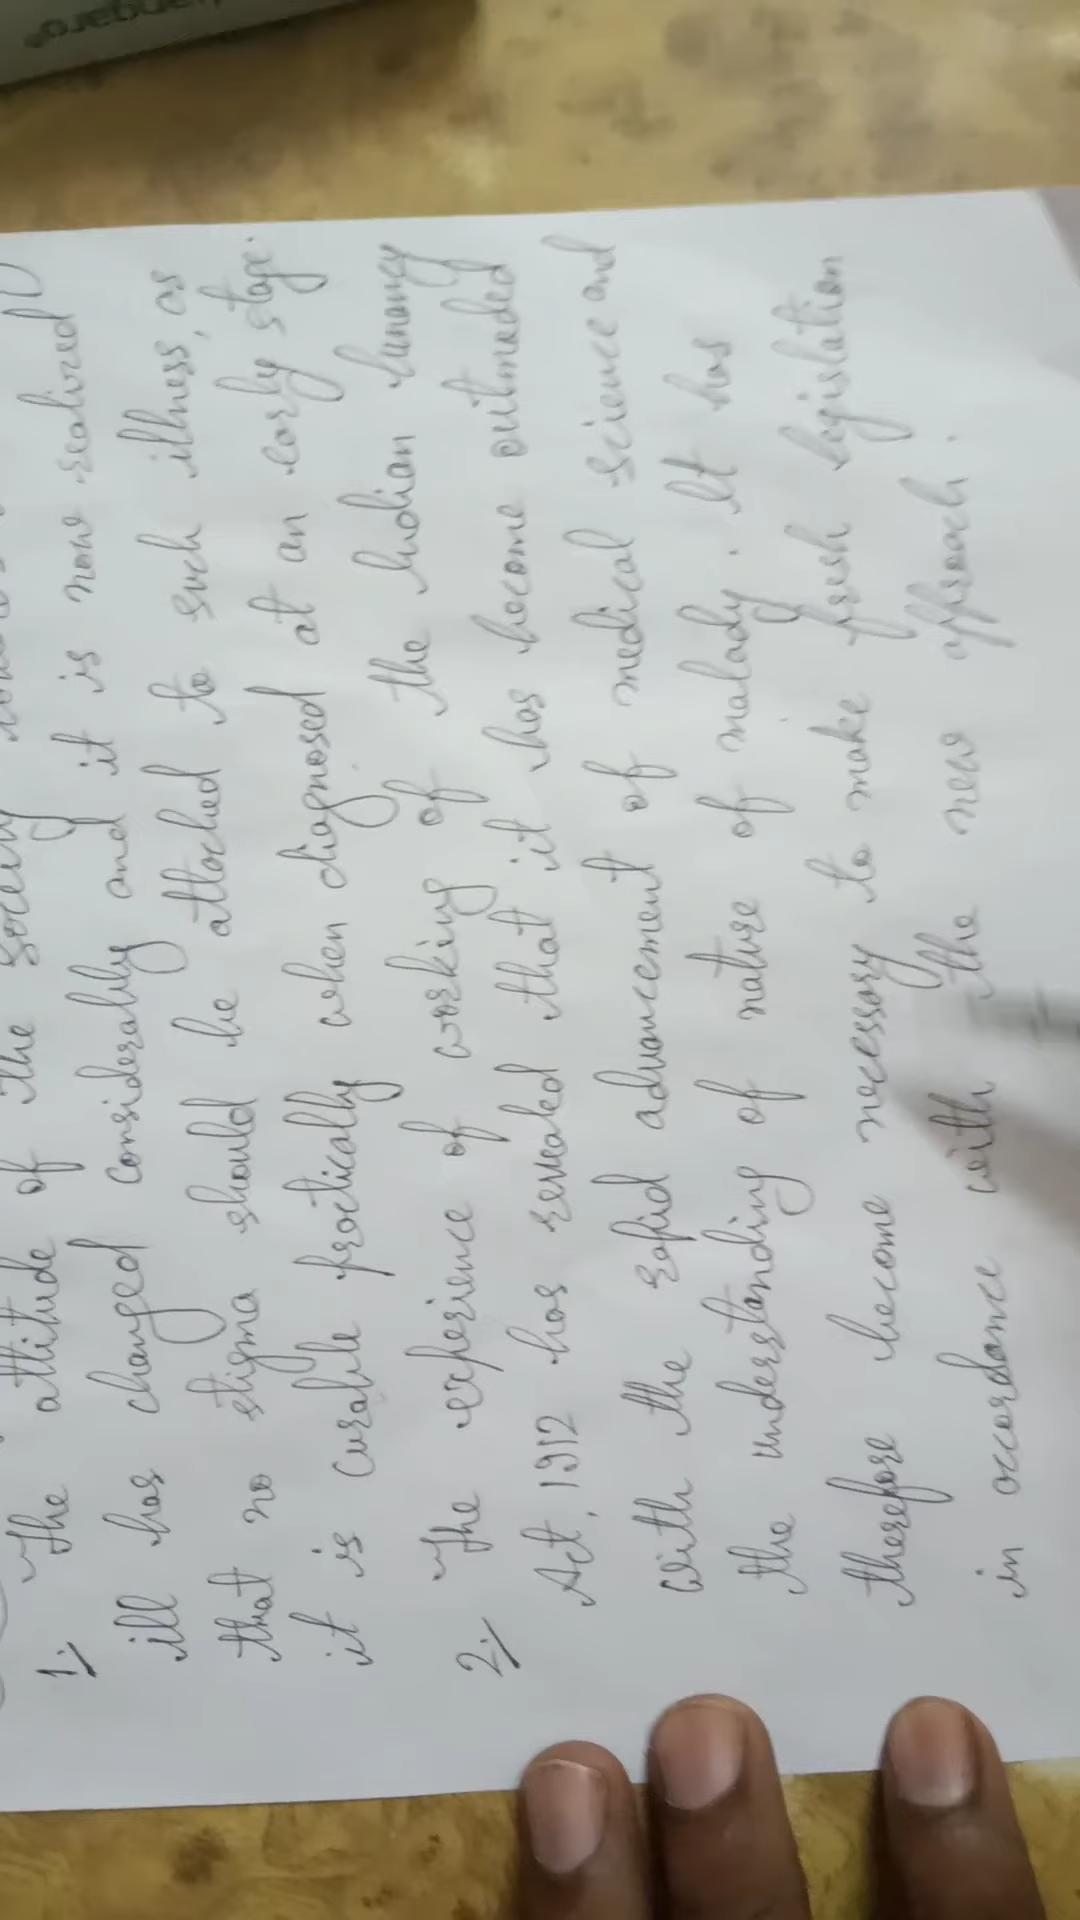 1. The attitude of the society
ill has changed considerably and it is now realized
that no stigma should be attached to such illness, as
it is curable practically when diagnosed at an early stage.
2. The experience of working of the Indian lunancy
Act, 1912 has revealed that it has become outmoded
with the rapid advancement of medical science and
the understanding of nature of malady. It has
therefore become necessary to make fresh legislation
in accordance with the new approach.